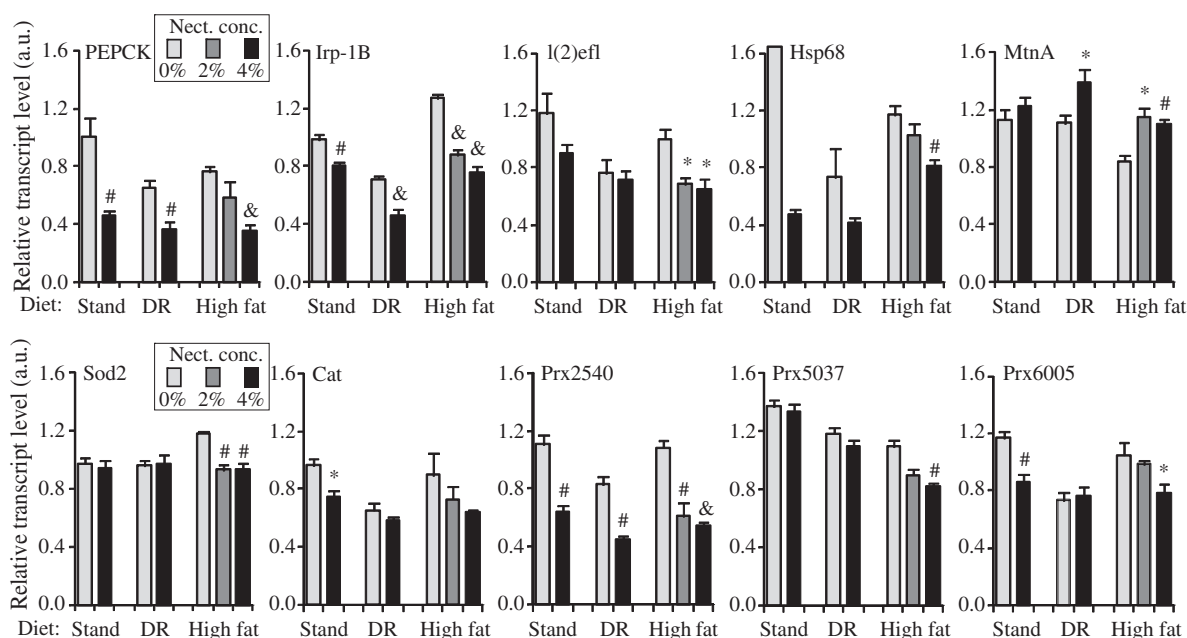 Relative transcript level (a.u.)
1.6
1.2
0.8
0.4
0.0
PEPCK
Nect. conc.
0% 2% 4%
#
#
&
Diet: Stand DR High fat
1.6
1.2
0.8
0.4
0.0
Irp-1B
#
&
&
&
Stand DR High fat
1.6
1.2
0.8
0.4
0.0
l(2)efl
* *
Stand DR High fat
1.6
1.2
0.8
0.4
0.0
Hsp68
#
Stand DR High fat
1.6
1.2
0.8
0.4
0.0
MtnA
*
* #
Stand DR High fat
Relative transcript level (a.u.)
1.6
1.2
0.8
0.4
0.0
Sod2
Nect. conc.
0% 2% 4%
# #
Diet: Stand DR High fat
1.6
1.2
0.8
0.4
0.0
Cat
*
Stand DR High fat
1.6
1.2
0.8
0.4
0.0
Prx2540
#
#
# &
Stand DR High fat
1.6
1.2
0.8
0.4
0.0
Prx5037
#
Stand DR High fat
1.6
1.2
0.8
0.4
0.0
Prx6005
#
*
Stand DR High fat